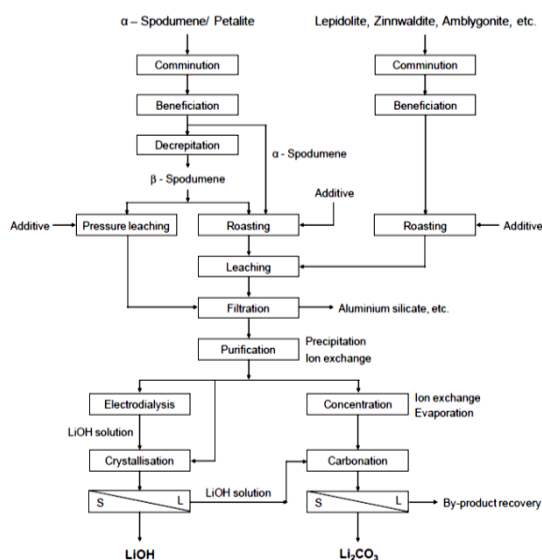 α – Spodumene/ Petalite
Lepidolite, Zinnwaldite, Amblygonite, etc.
Comminution
Comminution
Beneficiation
Beneficiation
Decrepitation
α - Spodumene
β - Spodumene
Additive
Additive
Pressure leaching
Roasting
Roasting
Additive
Leaching
Filtration
Aluminium silicate, etc.
Purification
Precipitation
Ion exchange
Electrodialysis
Concentration
Ion exchange
Evaporation
LiOH solution
Crystallisation
Carbonation
S L
LiOH solution
S L
By-product recovery
LiOH
Li₂CO₃